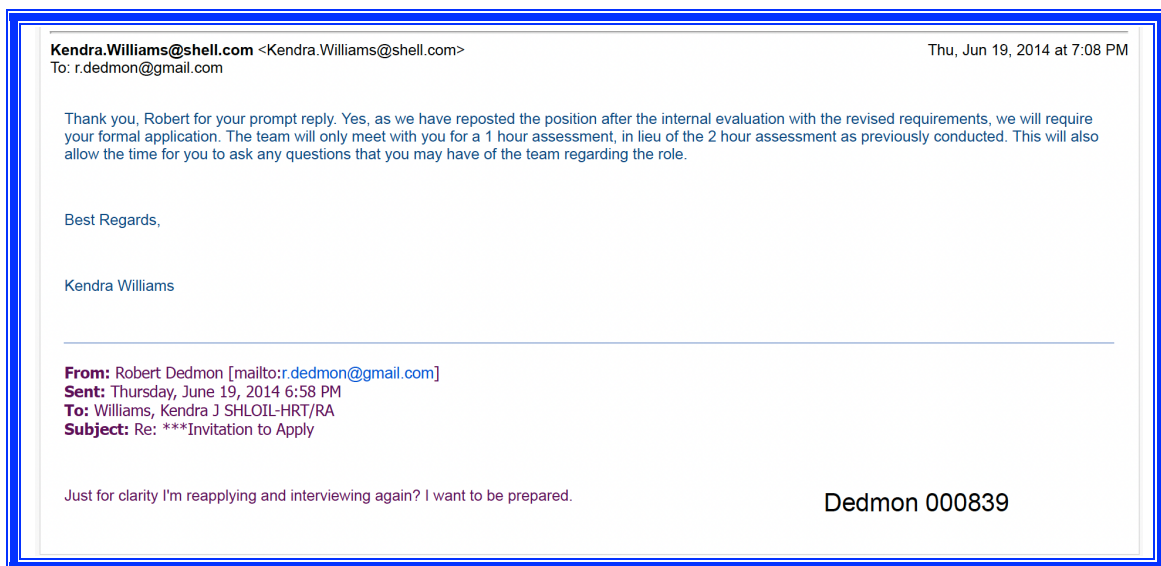 Kendra.Williams@shell.com <Kendra.Williams@shell.com> Thu, Jun 19, 2014 at 7:08 PM
To: r.dedmon@gmail.com
Thank you, Robert for your prompt reply. Yes, as we have reposted the position after the internal evaluation with the revised requirements, we will require
your formal application. The team will only meet with you for a 1 hour assessment, in lieu of the 2 hour assessment as previously conducted. This will also
allow the time for you to ask any questions that you may have of the team regarding the role.
Best Regards,
Kendra Williams
From: Robert Dedmon [mailto:r.dedmon@gmail.com]
Sent: Thursday, June 19, 2014 6:58 PM
To: Williams, Kendra J SHLOIL-HRT/RA
Subject: Re: ***Invitation to Apply
Just for clarity I'm reapplying and interviewing again? I want to be prepared.
Dedmon 000839